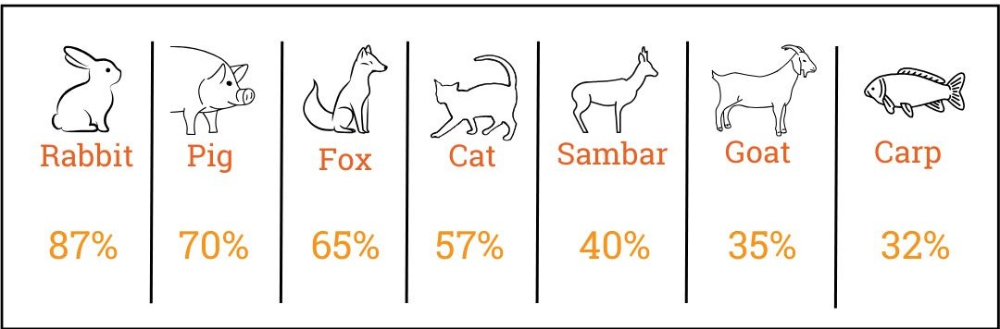 Rabbit Pig Fox Cat Sambar Goat Carp
87% 70% 65% 57% 40% 35% 32%